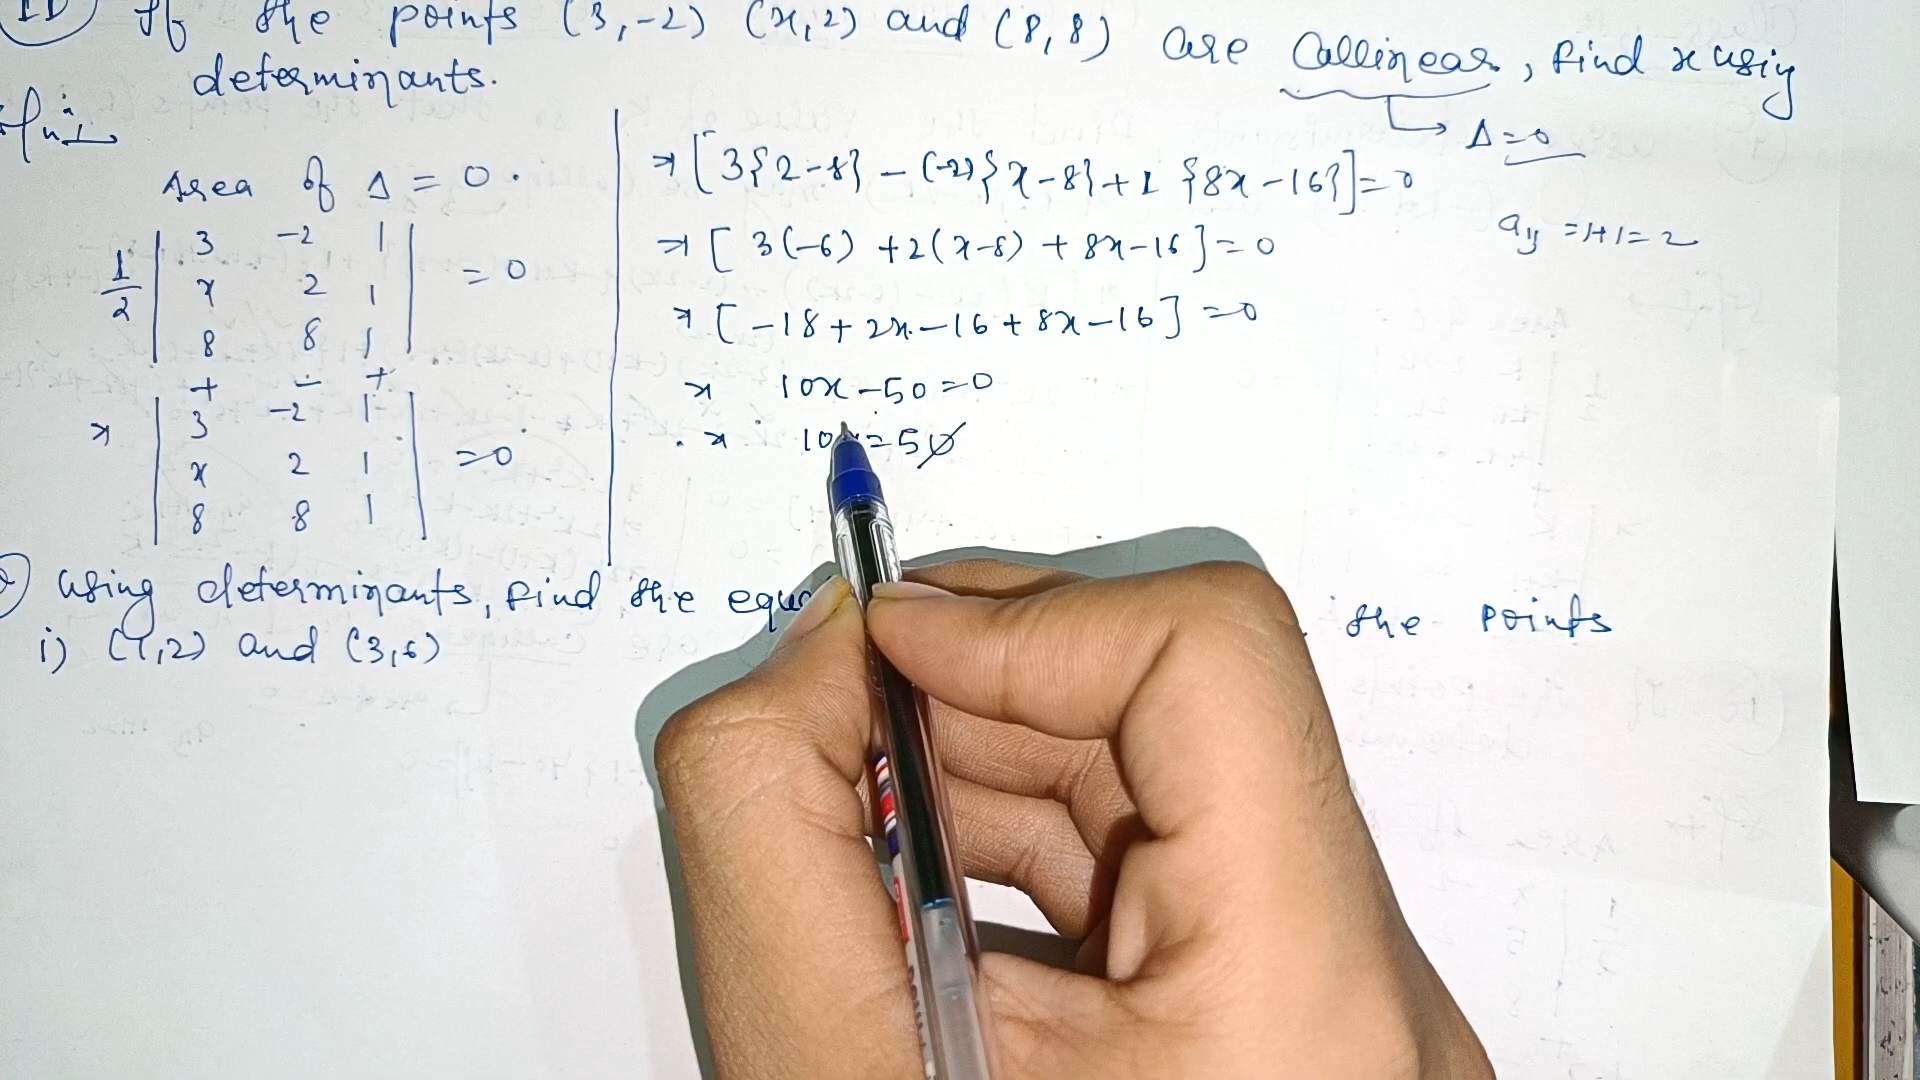 11 If the points (3,-2) (x,2) and (8,8) are Collinear, find x using
determinants.
Area of Δ = 0.
1/2 | 3 -2 1 | = 0
| x 2 1 |
| 8 8 1 |
+ - +
⇒ | 3 -2 1 | = 0
| x 2 1 |
| 8 8 1 |
⇒ [3{2-8} - (-2){x-8} + 1 {8x-16}] = 0
⇒ [3(-6) + 2(x-8) + 8x-16] = 0
⇒ [-18 + 2x - 16 + 8x - 16] = 0
⇒ 10x - 50 = 0
⇒ 10x = 50
→ Δ = 0
a_ij = 1+1 = 2
using determinants, find the the points
i) (1,2) and (3,6)